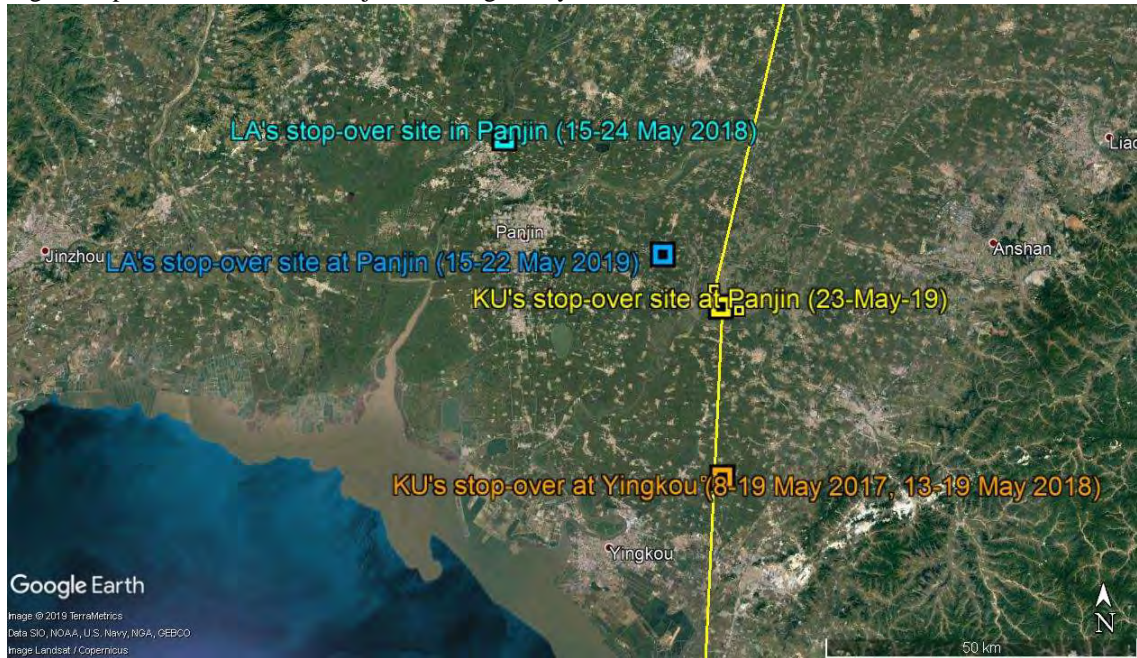 LA's stop-over site in Panjin (15-24 May 2018)
Liao
Panjin
Jinzhou
Anshan
LA's stop-over site at Panjin (15-22 May 2019)
KU's stop-over site at Panjin (23-May-19)
KU's stop-over at Yingkou (8-19 May 2017, 13-19 May 2018)
Yingkou
Google Earth
Image © 2019 TerraMetrics
Data SIO, NOAA, U.S. Navy, NGA, GEBCO
Image Landsat / Copernicus
N
50 km